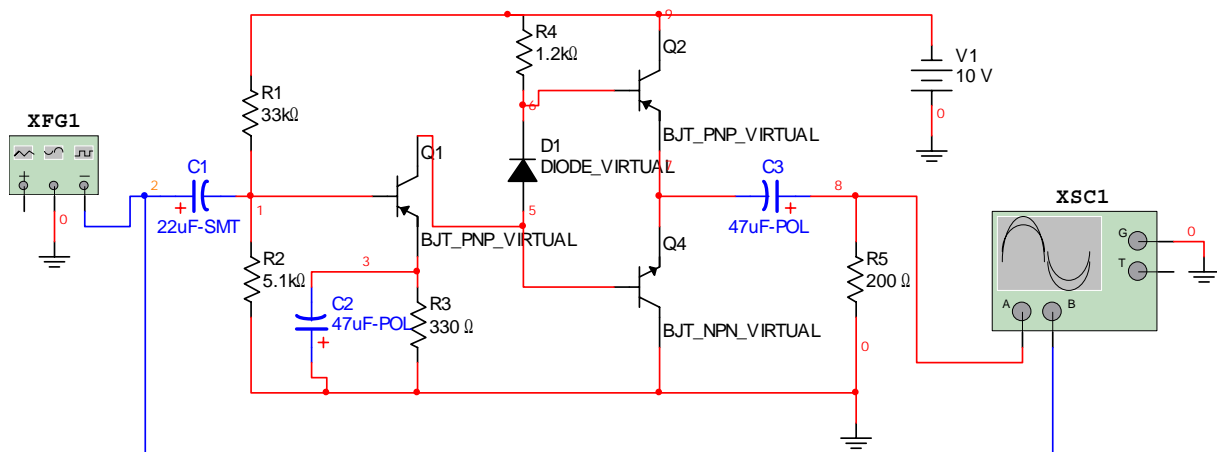 9
R4
1.2kΩ
Q2
V1
10 V
R1
33kΩ
6
0
XFG1
BJT_PNP_VIRTUAL
D1
DIODE_VIRTUAL
Q1
7
C1
C3
2
8
XSC1
0
1
5
22uF-SMT
47uF-POL
BJT_PNP_VIRTUAL
Q4
G
0
T
R2
5.1kΩ
3
R5
200 Ω
C2
47uF-POL
R3
330 Ω
A
B
BJT_NPN_VIRTUAL
0